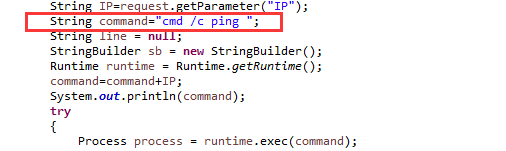 String IP=request.getParameter("IP");
String command="cmd /c ping ";
String line = null;
StringBuilder sb = new StringBuilder();
Runtime runtime = Runtime.getRuntime();
command=command+IP;
System.out.println(command);
try
{
Process process = runtime.exec(command);